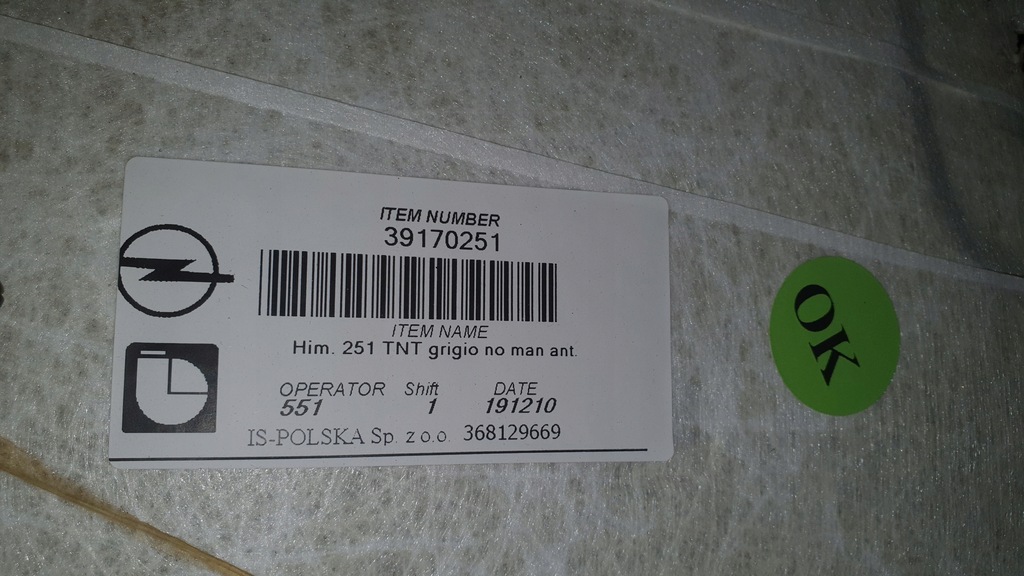 ITEM NUMBER
39170251
ITEM NAME
Him. 251 TNT grigio no man ant.
OPERATOR Shift DATE
551 1 191210
IS-POLSKA Sp. z o.o. 368129669
OK